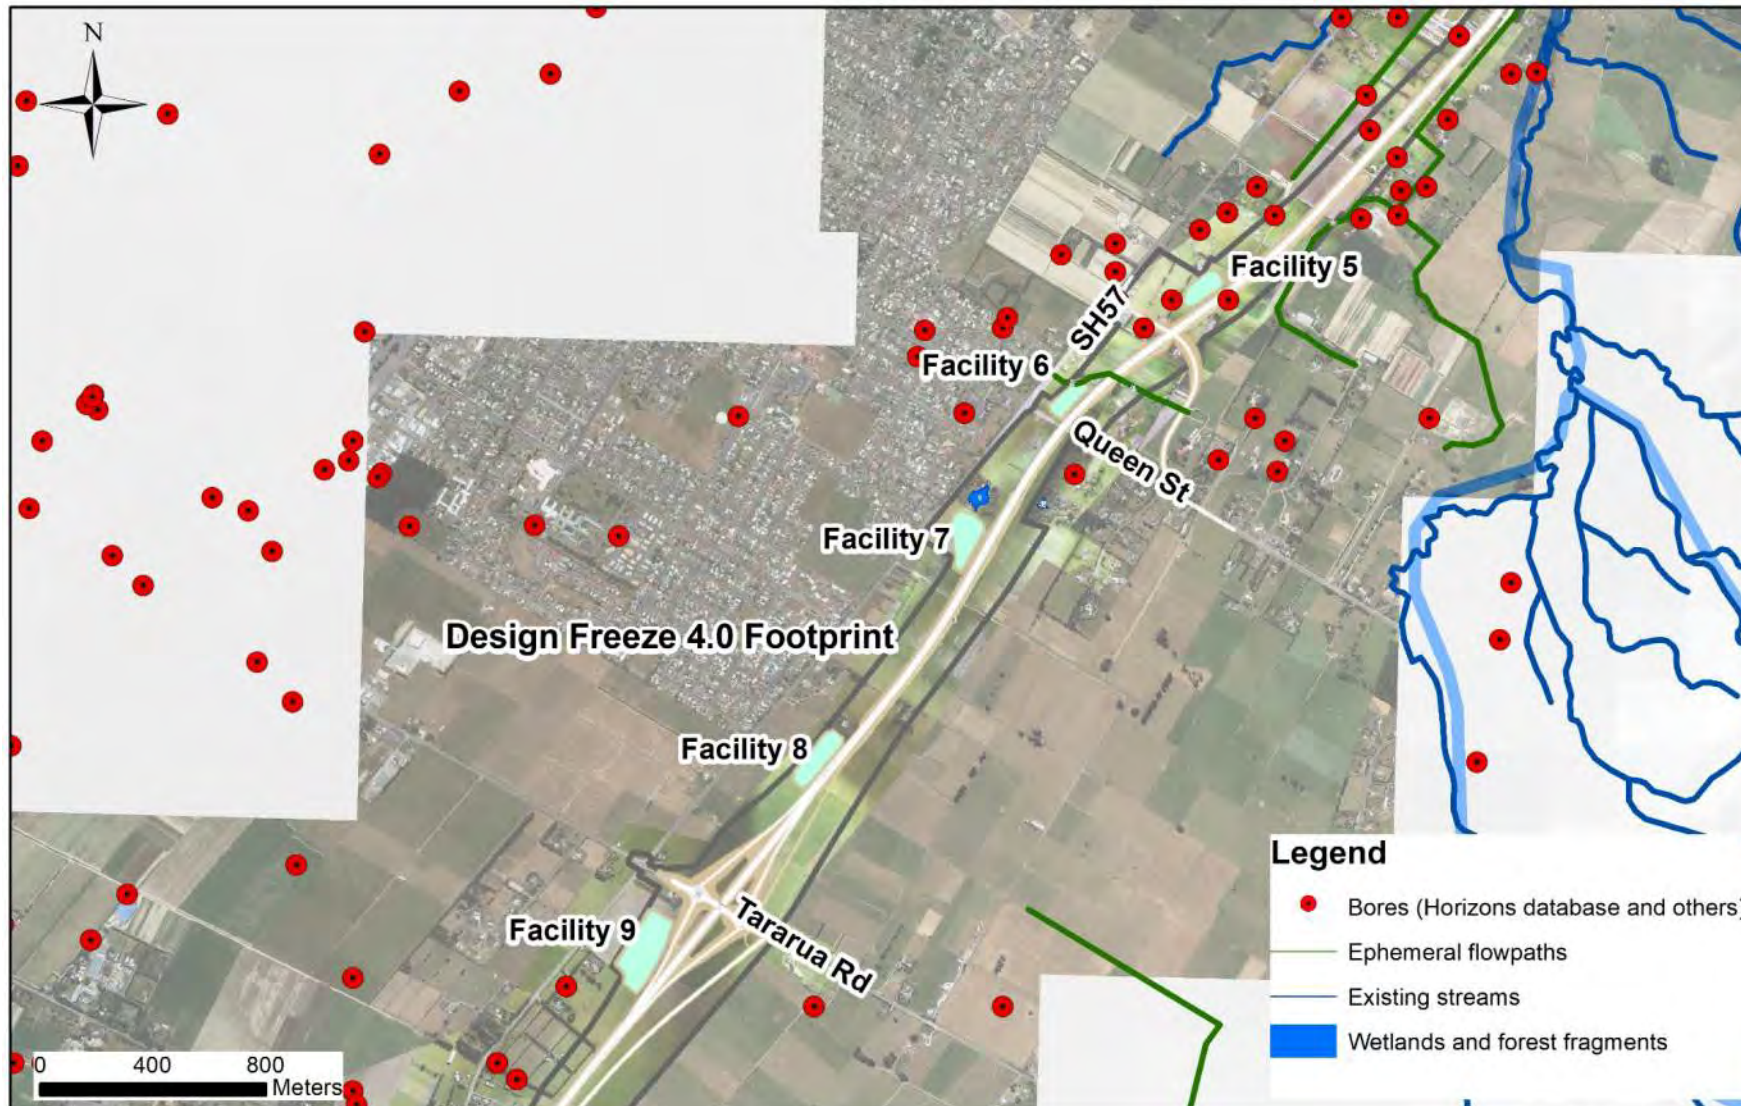 N
Facility 5
SH57
Facility 6
Queen St
Facility 7
Design Freeze 4.0 Footprint
Facility 8
Facility 9
Tararua Rd
Legend
Bores (Horizons database and others)
Ephemeral flowpaths
Existing streams
Wetlands and forest fragments
0 400 800
Meters